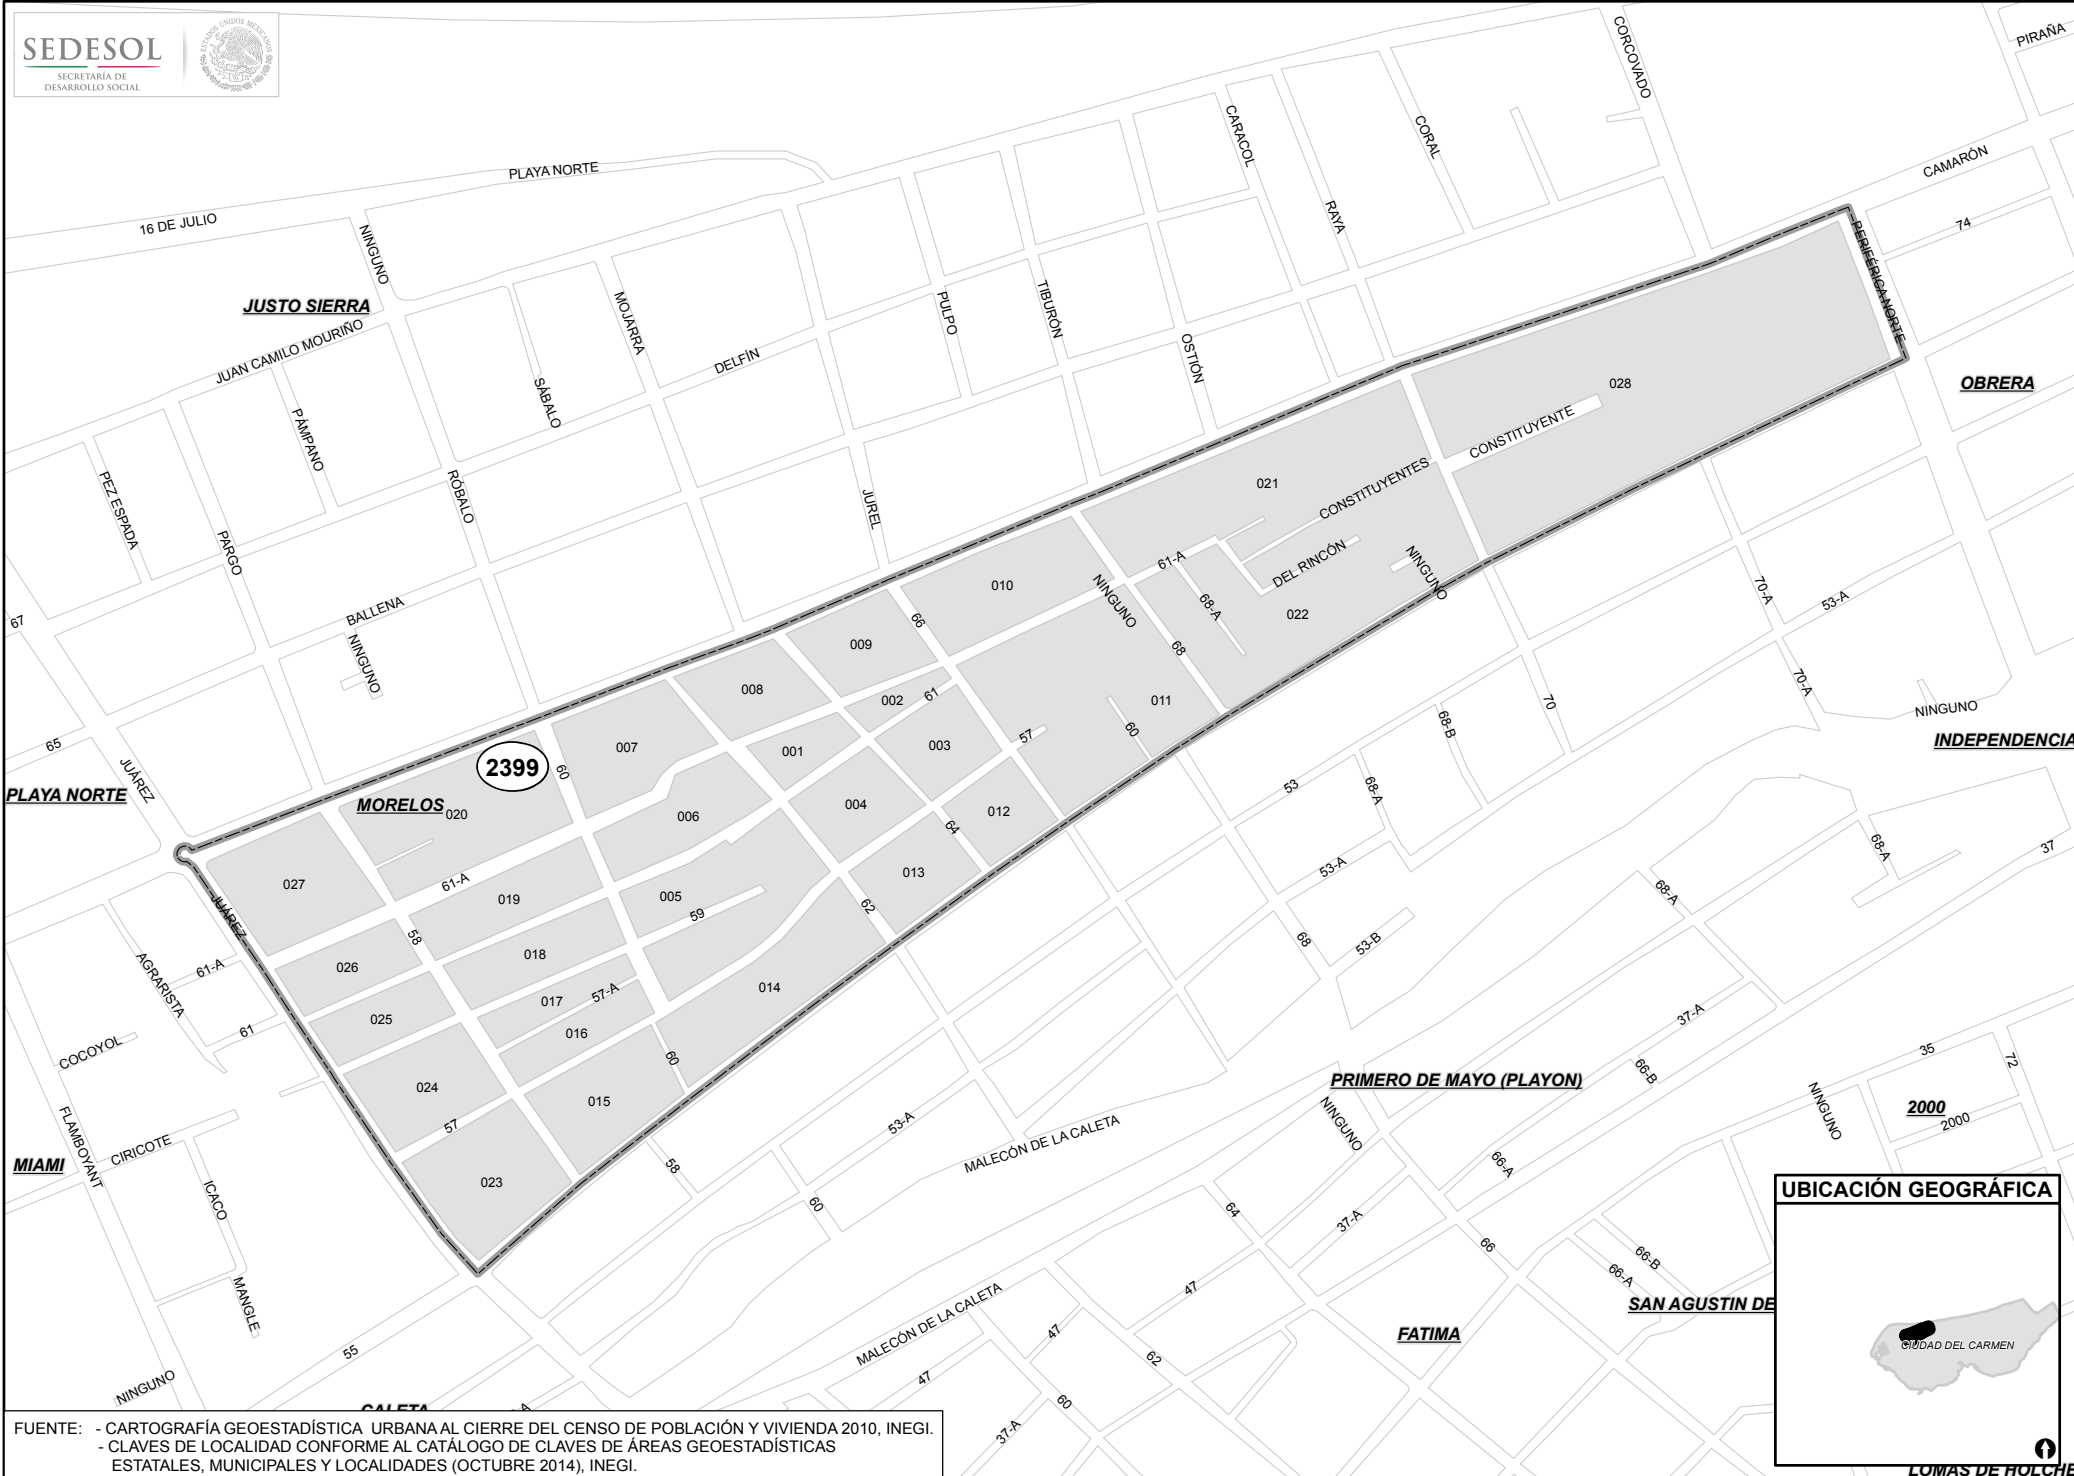 SEDESOL
SECRETARÍA DE
DESARROLLO SOCIAL
ESTADOS UNIDOS MEXICANOS
CORCOVADO
PIRAÑA
CARACOL
CORAL
CAMARÓN
PLAYA NORTE
16 DE JULIO
NINGUNO
RAYA
74
PERIFÉRICA NORTE
JUSTO SIERRA
MOJARRA
PULPO
TIBURÓN
OSTIÓN
JUAN CAMILO MOURIÑO
DELFÍN
SÁBALO
028
OBRERA
PÁMPANO
CONSTITUYENTE
PEZ ESPADA
RÓBALO
JUREL
021
CONSTITUYENTES
PARGO
61-A
DEL RINCÓN
NINGUNO
010
NINGUNO
68-A
022
70-A
53-A
67
BALLENA
66
009
68
NINGUNO
008
002
61
011
70-A
70
NINGUNO
65
007
001
003
57
60
68-B
INDEPENDENCIA
JUÁREZ
2399
60
53
68-A
PLAYA NORTE
MORELOS
020
006
004
64
012
68-A
37
027
61-A
019
005
013
53-A
68-A
JUÁREZ
59
62
58
018
68
53-B
AGRARISTA
61-A
026
017
57-A
014
025
016
37-A
61
COCOYOL
60
35
72
024
66-B
PRIMERO DE MAYO (PLAYON)
015
NINGUNO
NINGUNO
2000
2000
57
53-A
FLAMBOYANT
CIRICOTE
MALECÓN DE LA CALETA
MIAMI
58
66-A
023
ICACO
60
64
37-A
66
UBICACIÓN GEOGRÁFICA
66-B
66-A
MANGLE
47
MALECÓN DE LA CALETA
SAN AGUSTIN DE
47
FATIMA
CIUDAD DEL CARMEN
55
62
47
NINGUNO
60
CALETA
37-A
FUENTE: - CARTOGRAFÍA GEOESTADÍSTICA URBANA AL CIERRE DEL CENSO DE POBLACIÓN Y VIVIENDA 2010, INEGI.
- CLAVES DE LOCALIDAD CONFORME AL CATÁLOGO DE CLAVES DE ÁREAS GEOESTADÍSTICAS
ESTATALES, MUNICIPALES Y LOCALIDADES (OCTUBRE 2014), INEGI.
LOMAS DE HOLCHE